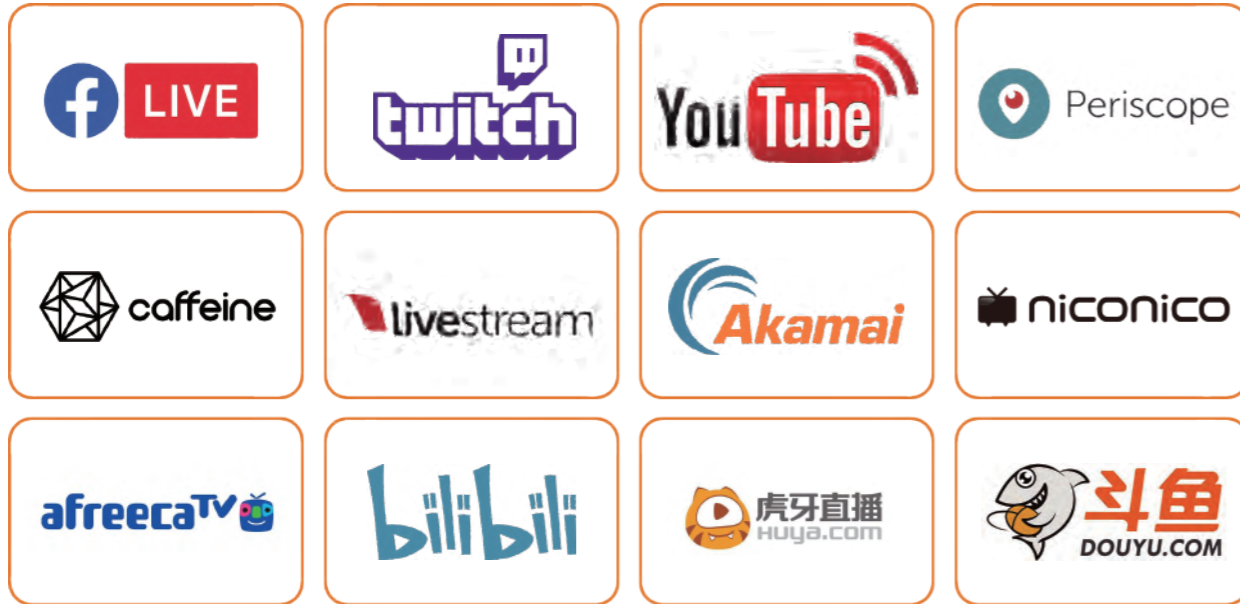 f LIVE
twitch
YouTube
Periscope
caffeine
livestream
Akamai
niconico
afreecaTV
bilibili
虎牙直播
HUYA.com
斗鱼
DOUYU.COM